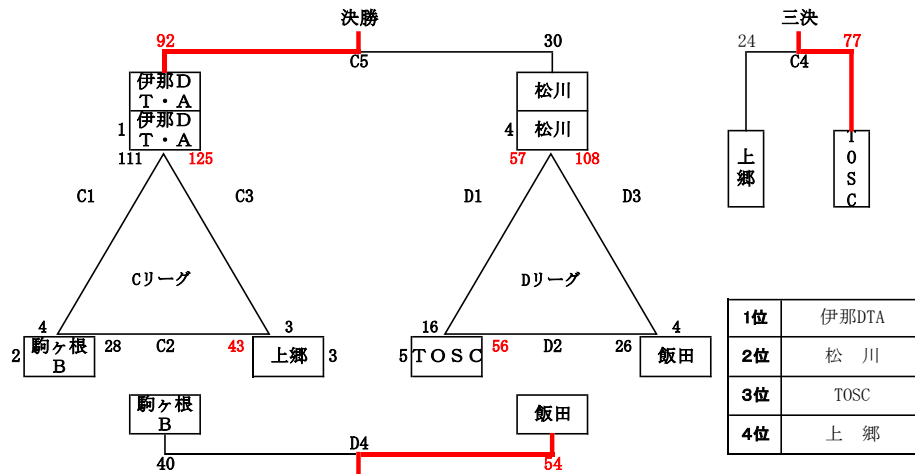 決勝
三決
92
30
24
77
C5
C4
伊那D
T・A
松川
伊那D
T・A
松川
1
4
111
125
57
108
上郷
TOSC
C1
C3
D1
D3
Cリーグ
Dリーグ
4
3
16
4
2
駒ヶ根
B
28
C2
43
上郷
3
5
TOSC
56
D2
26
飯田
1位
伊那DTA
2位
松 川
3位
TOSC
4位
上 郷
駒ヶ根
B
飯田
D4
40
54